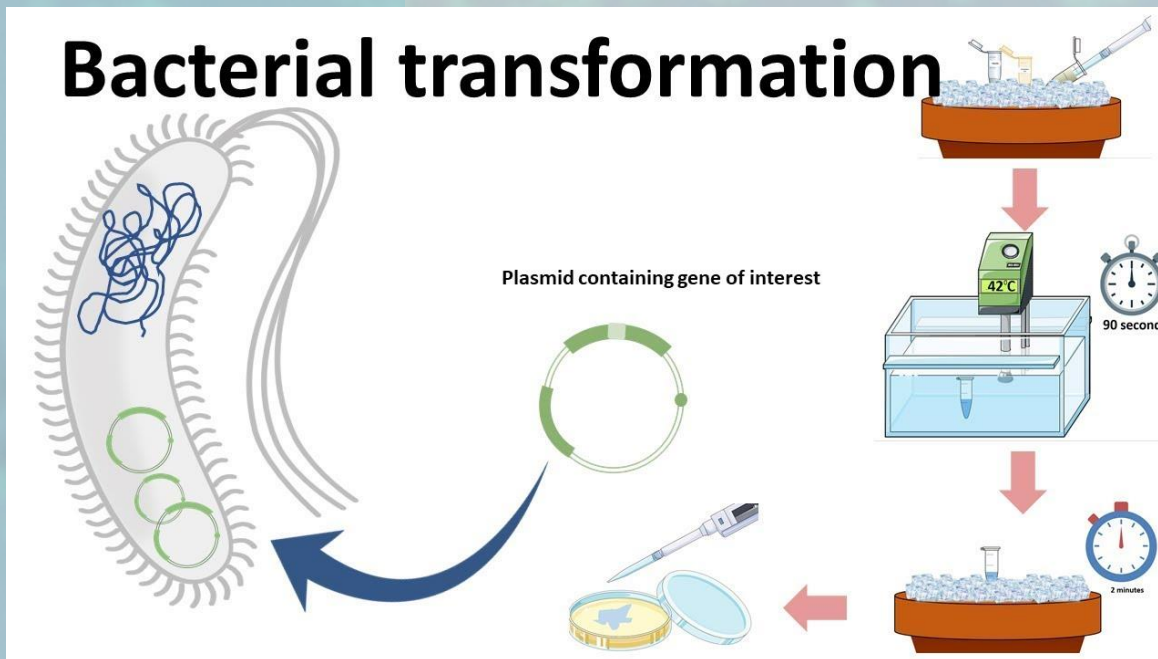 Bacterial transformation
Plasmid containing gene of interest
42°C
90 second
2 minutes